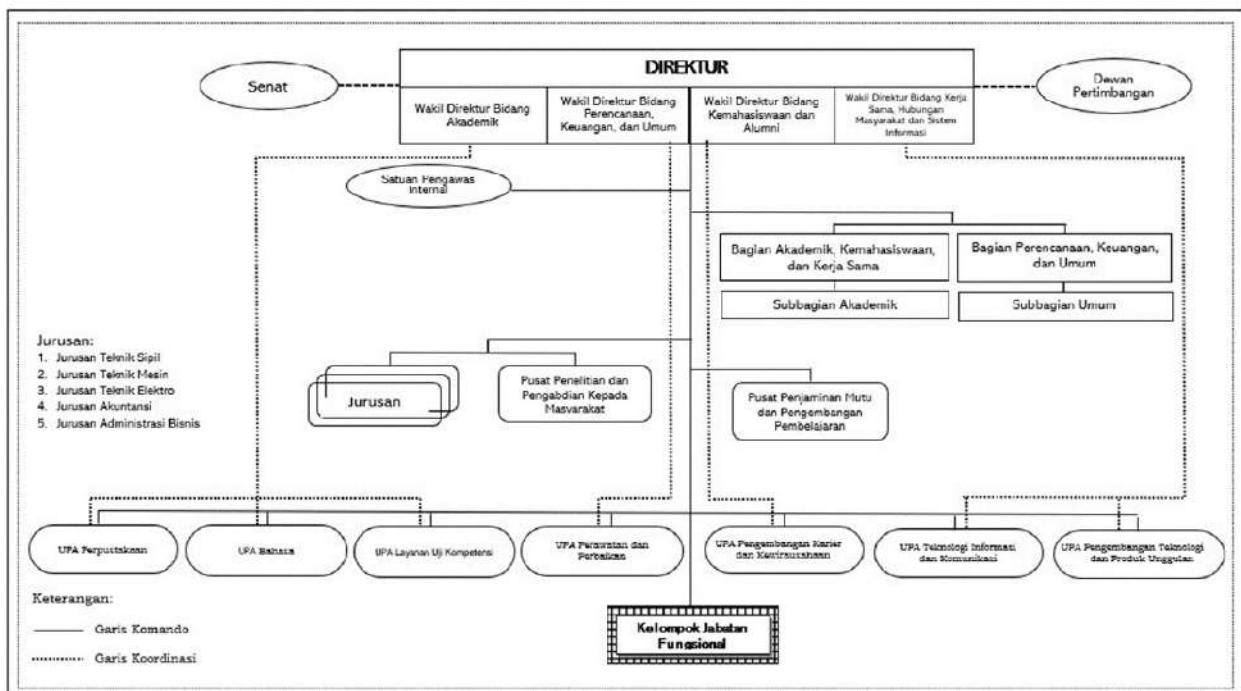 DIREKTUR
Senat
Dewan
Pertimbangan
Wakil Direktur Bidang
Akademik
Wakil Direktur Bidang
Perencanaan,
Keuangan, dan Umum
Wakil Direktur Bidang
Kemahasiswaan dan
Alumni
Wakil Direktur Bidang Kerja
Sama, Hubungan
Masyarakat dan Sistem
Informasi
Satuan Pengawas
Internal
Bagian Akademik, Kemahasiswaan,
dan Kerja Sama
Bagian Perencanaan, Keuangan,
dan Umum
Subbagian Akademik
Subbagian Umum
Jurusan:
1. Jurusan Teknik Sipil
2. Jurusan Teknik Mesin
3. Jurusan Teknik Elektro
4. Jurusan Akuntansi
5. Jurusan Administrasi Bisnis
Jurusan
Pusat Penelitian dan
Pengabdian Kepada
Masyarakat
Pusat Penjaminan Mutu
dan Pengembangan
Pembelajaran
UPA Perpustakaan
UPA Bahasa
UPA Layanan Uji Kompetensi
UPA Perawatan dan
Perbaikan
UPA Pengembangan Karier
dan Kewirausahaan
UPA Teknologi Informasi
dan Komunikasi
UPA Pengembangan Teknologi
dan Produk Unggulan
Keterangan:
Garis Komando
Garis Koordinasi
Kelompok Jabatan
Fungsional